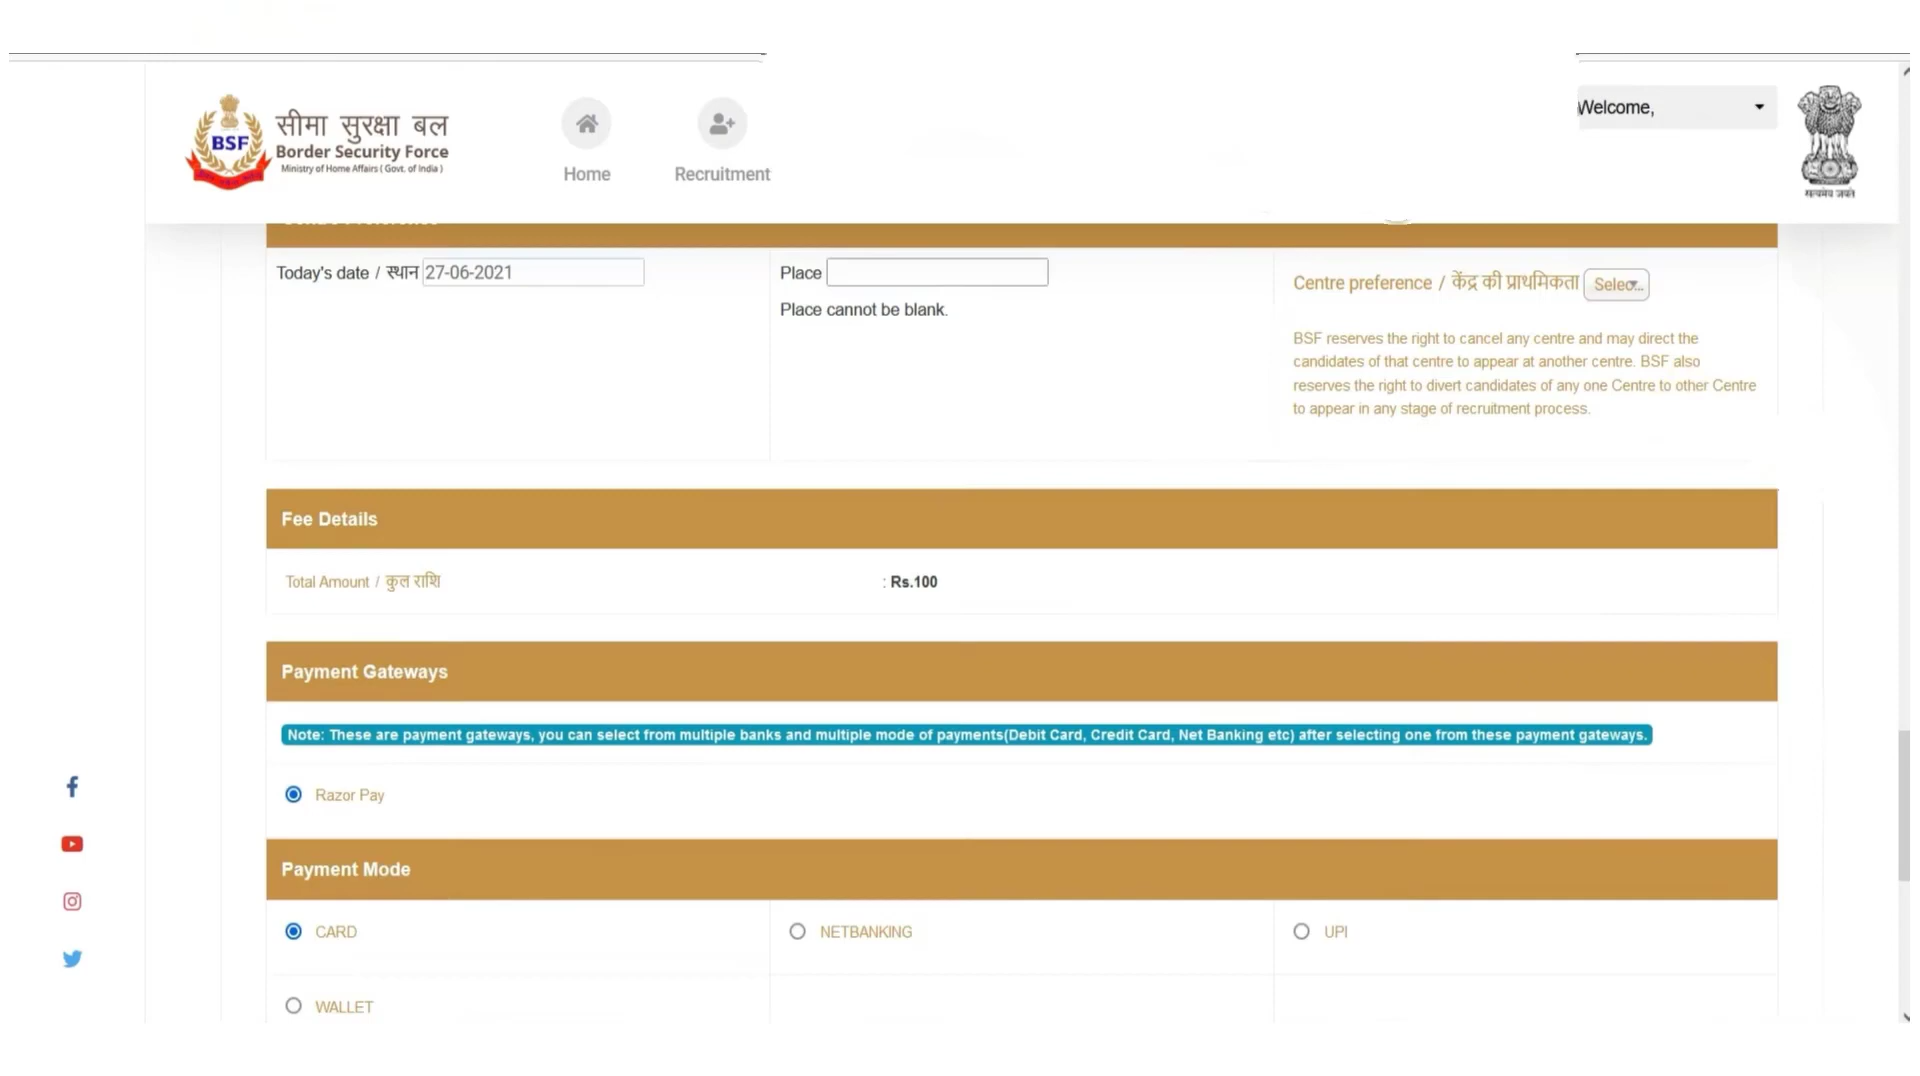 सीमा सुरक्षा बल
BSF
Border Security Force
Ministry of Home Affairs ( Govt. of India )
Home
Recruitment
Welcome,
सत्यमेव जयते
Today's date / स्थान 27-06-2021
Place
Place cannot be blank.
Centre preference / केंद्र की प्राथमिकता Selec...
BSF reserves the right to cancel any centre and may direct the
candidates of that centre to appear at another centre. BSF also
reserves the right to divert candidates of any one Centre to other Centre
to appear in any stage of recruitment process.
Fee Details
Total Amount / कुल राशि : Rs.100
Payment Gateways
Note: These are payment gateways, you can select from multiple banks and multiple mode of payments(Debit Card, Credit Card, Net Banking etc) after selecting one from these payment gateways.
Razor Pay
Payment Mode
CARD
NETBANKING
UPI
WALLET